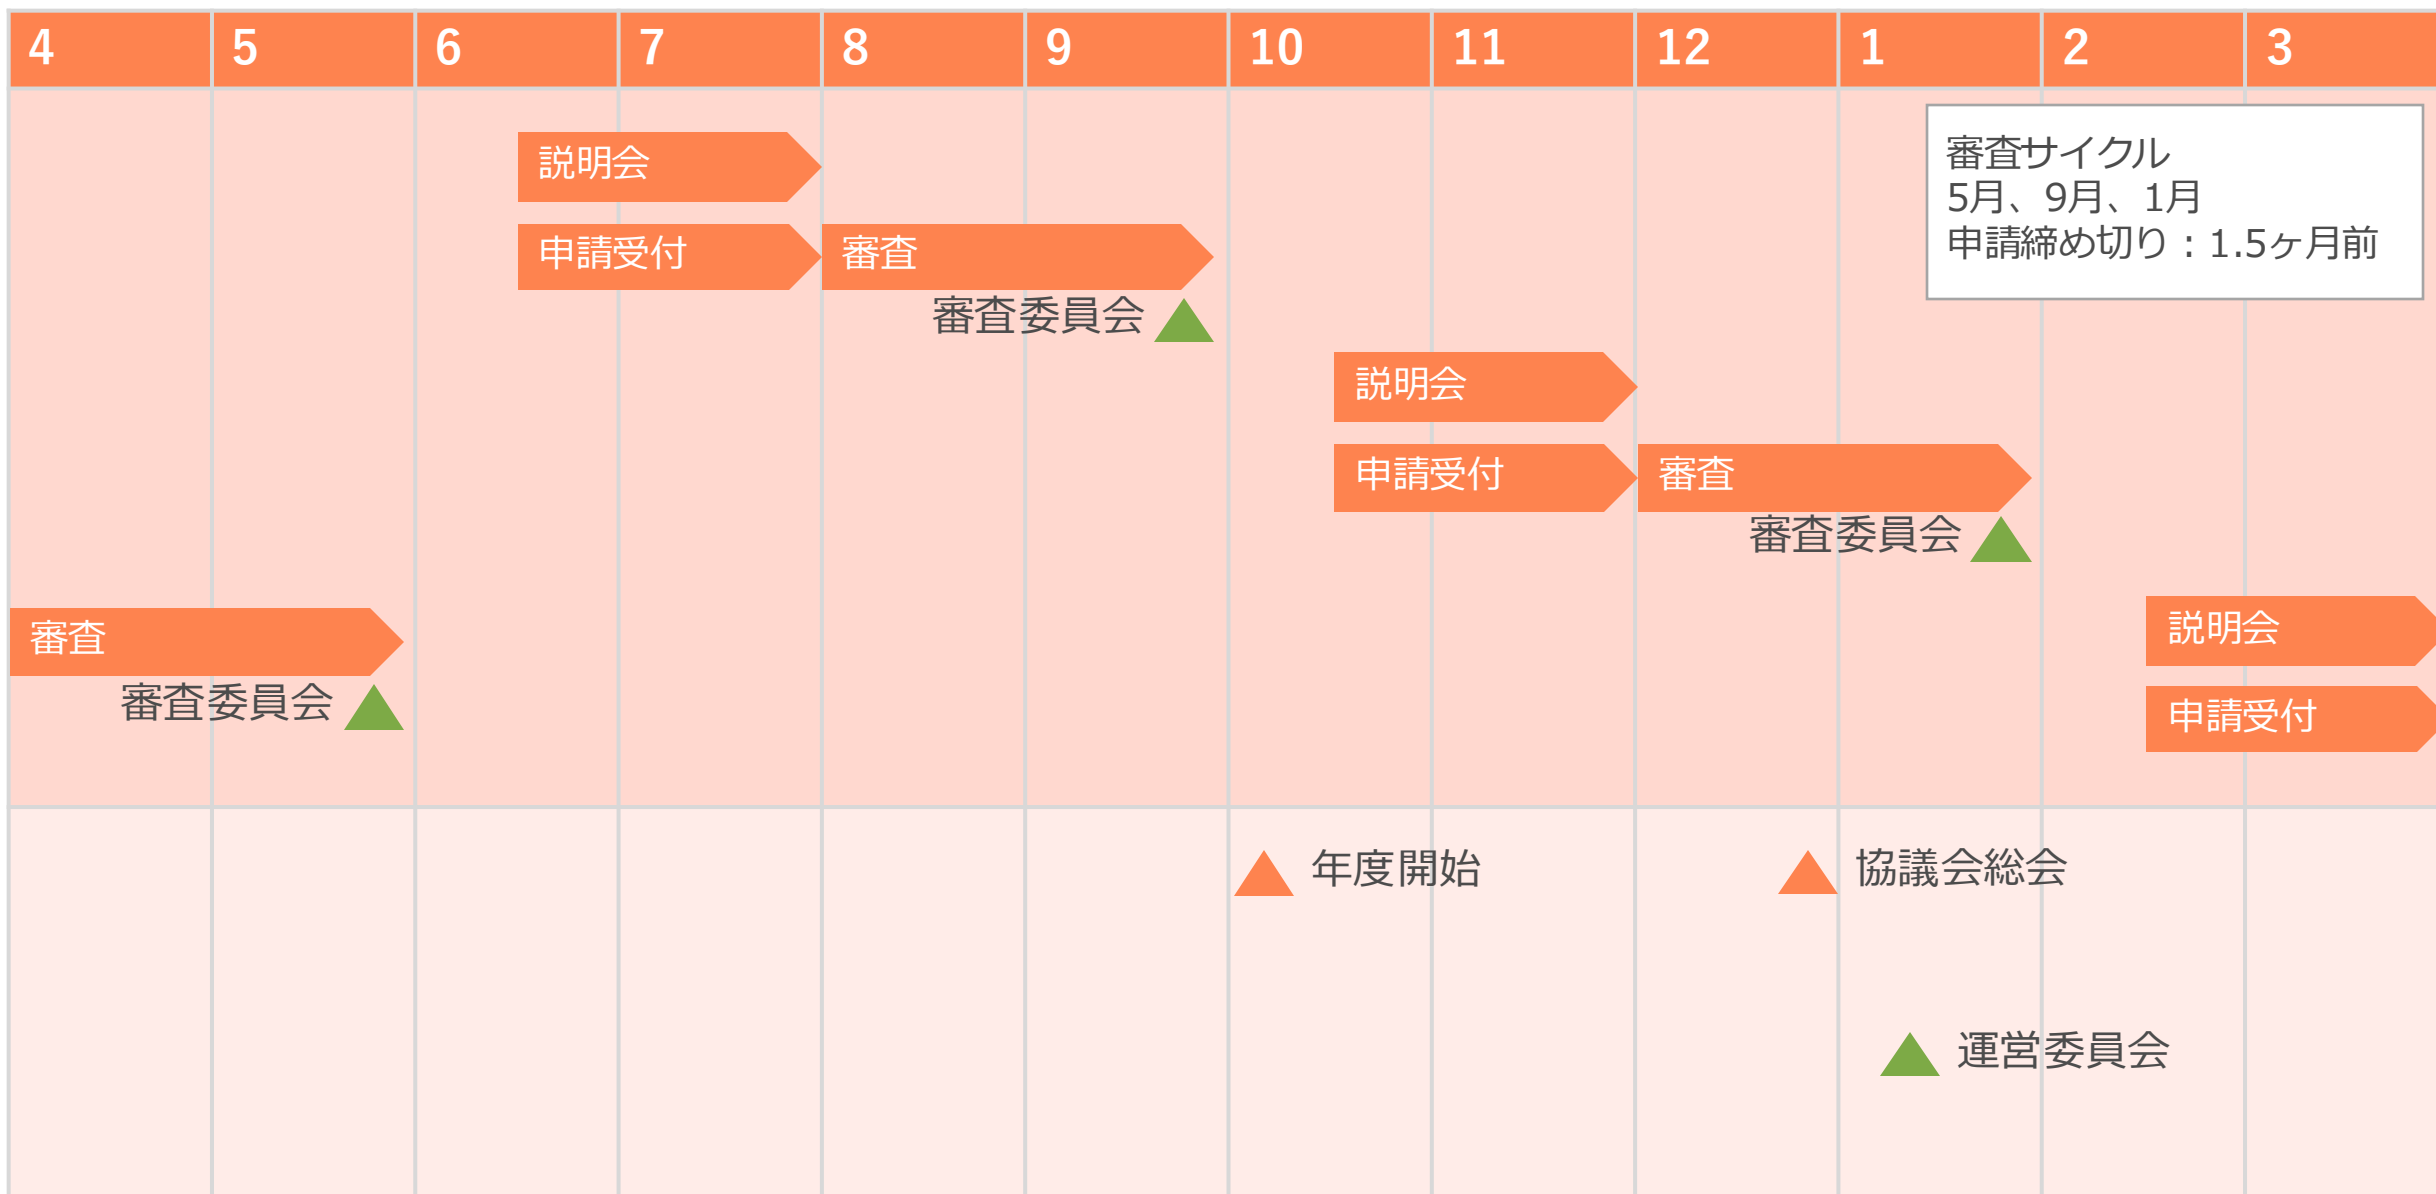 4 5 6 7 8 9 10 11 12 1 2 3
審査サイクル
5月、9月、1月
申請締め切り：1.5ヶ月前
説明会
申請受付 審査
審査委員会
説明会
申請受付 審査
審査委員会
審査
審査委員会
説明会
申請受付
年度開始
協議会総会
運営委員会